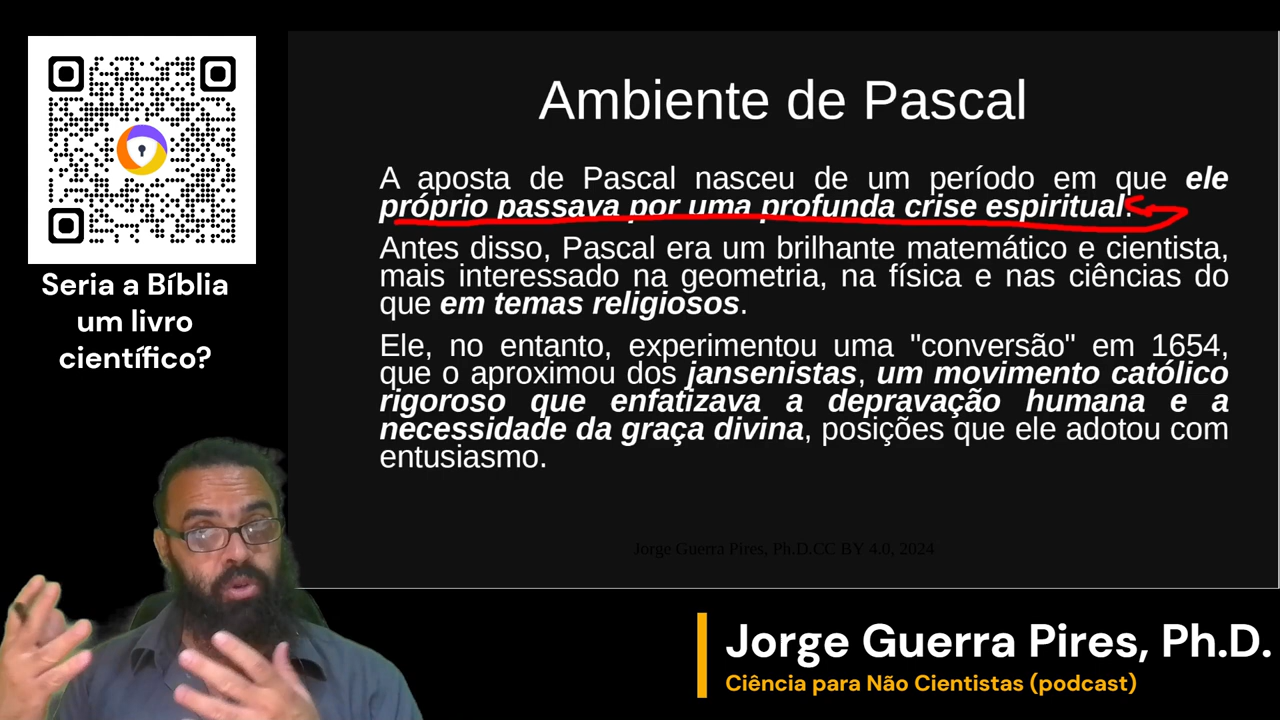 Ambiente de Pascal
A aposta de Pascal nasceu de um período em que ele
próprio passava por uma profunda crise espiritual.
Antes disso, Pascal era um brilhante matemático e cientista,
mais interessado na geometria, na física e nas ciências do
que em temas religiosos.
Ele, no entanto, experimentou uma "conversão" em 1654,
que o aproximou dos jansenistas, um movimento católico
rigoroso que enfatizava a depravação humana e a
necessidade da graça divina, posições que ele adotou com
entusiasmo.
Jorge Guerra Pires, Ph.D.CC BY 4.0, 2024
Seria a Bíblia
um livro
científico?
Jorge Guerra Pires, Ph.D.
Ciência para Não Cientistas (podcast)